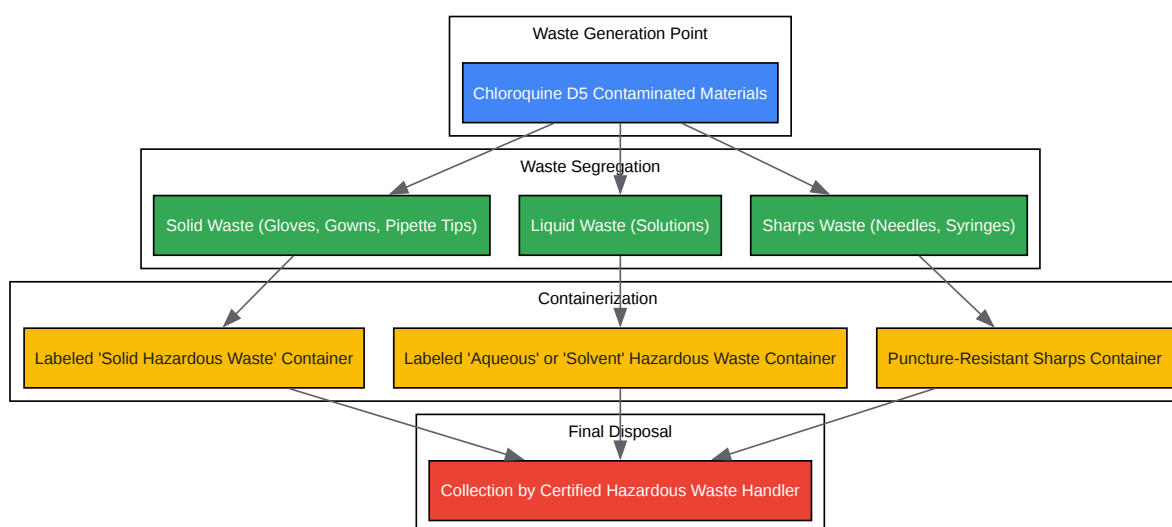 Waste Generation Point
Chloroquine D5 Contaminated Materials
Waste Segregation
Solid Waste (Gloves, Gowns, Pipette Tips)
Liquid Waste (Solutions)
Sharps Waste (Needles, Syringes)
Containerization
Labeled 'Solid Hazardous Waste' Container
Labeled 'Aqueous' or 'Solvent' Hazardous Waste Container
Puncture-Resistant Sharps Container
Final Disposal
Collection by Certified Hazardous Waste Handler